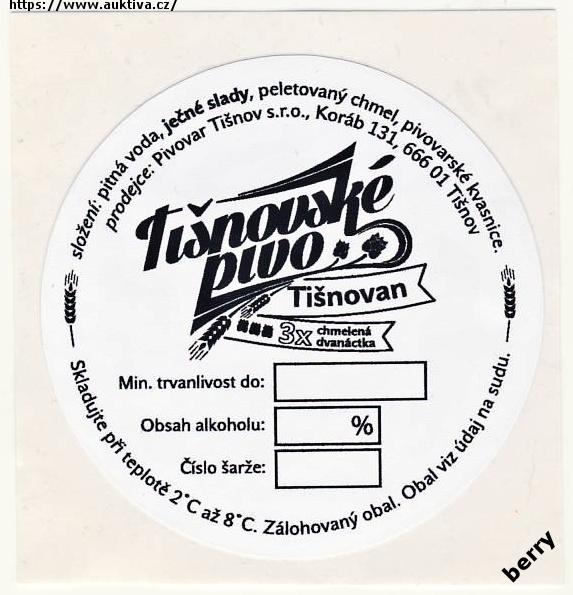 https://www.auktiva.cz/
složení: pitná voda, ječné slady, peletovaný chmel, pivovarské kvasnice.
prodejce: Pivovar Tišnov s.r.o., Koráb 131, 666 01 Tišnov
Tišnovské
pivo
Tišnovan
3x chmelená
dvanáctka
Min. trvanlivost do:
Obsah alkoholu: %
Číslo šarže:
Skladujte při teplotě 2°C až 8°C. Zálohovaný obal. Obal viz údaj na sudu.
berry